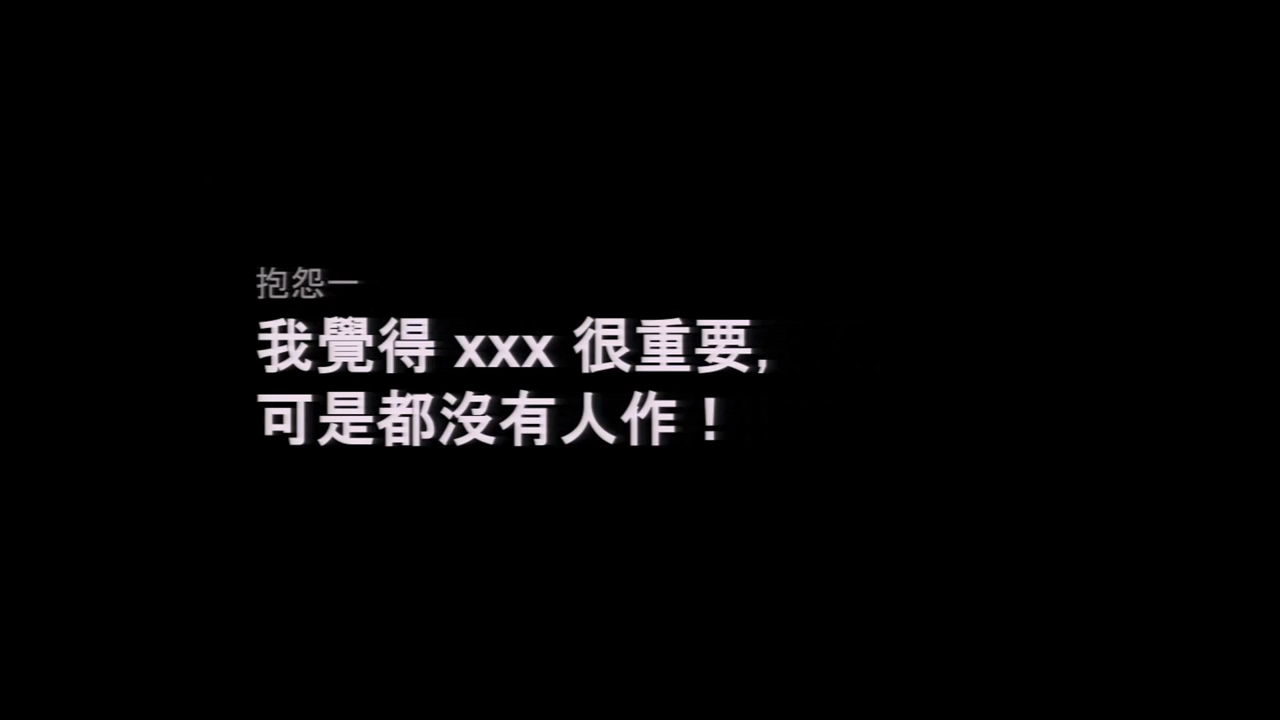 抱怨一
我覺得 xxx 很重要,
可是都沒有人作！